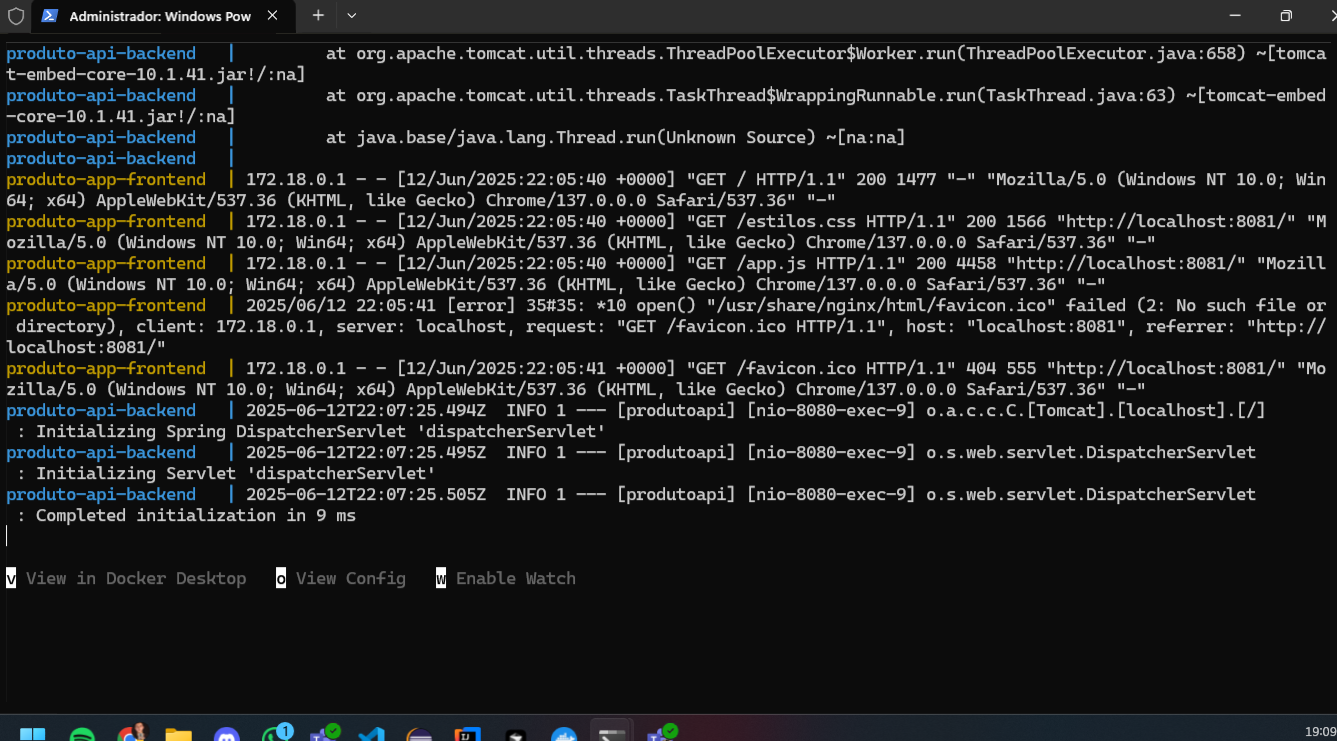 Administrador: Windows Pow
produto-api-backend   |         at org.apache.tomcat.util.threads.ThreadPoolExecutor$Worker.run(ThreadPoolExecutor.java:658) ~[tomca
t-embed-core-10.1.41.jar!/:na]
produto-api-backend   |         at org.apache.tomcat.util.threads.TaskThread$WrappingRunnable.run(TaskThread.java:63) ~[tomcat-embed
-core-10.1.41.jar!/:na]
produto-api-backend   |         at java.base/java.lang.Thread.run(Unknown Source) ~[na:na]
produto-api-backend   |
produto-app-frontend  | 172.18.0.1 - - [12/Jun/2025:22:05:40 +0000] "GET / HTTP/1.1" 200 1477 "-" "Mozilla/5.0 (Windows NT 10.0; Win
64; x64) AppleWebKit/537.36 (KHTML, like Gecko) Chrome/137.0.0.0 Safari/537.36" "-"
produto-app-frontend  | 172.18.0.1 - - [12/Jun/2025:22:05:40 +0000] "GET /estilos.css HTTP/1.1" 200 1566 "http://localhost:8081/" "M
ozilla/5.0 (Windows NT 10.0; Win64; x64) AppleWebKit/537.36 (KHTML, like Gecko) Chrome/137.0.0.0 Safari/537.36" "-"
produto-app-frontend  | 172.18.0.1 - - [12/Jun/2025:22:05:40 +0000] "GET /app.js HTTP/1.1" 200 4458 "http://localhost:8081/" "Mozill
a/5.0 (Windows NT 10.0; Win64; x64) AppleWebKit/537.36 (KHTML, like Gecko) Chrome/137.0.0.0 Safari/537.36" "-"
produto-app-frontend  | 2025/06/12 22:05:41 [error] 35#35: *10 open() "/usr/share/nginx/html/favicon.ico" failed (2: No such file or
 directory), client: 172.18.0.1, server: localhost, request: "GET /favicon.ico HTTP/1.1", host: "localhost:8081", referrer: "http://
localhost:8081/"
produto-app-frontend  | 172.18.0.1 - - [12/Jun/2025:22:05:41 +0000] "GET /favicon.ico HTTP/1.1" 404 555 "http://localhost:8081/" "Mo
zilla/5.0 (Windows NT 10.0; Win64; x64) AppleWebKit/537.36 (KHTML, like Gecko) Chrome/137.0.0.0 Safari/537.36" "-"
produto-api-backend   | 2025-06-12T22:07:25.494Z  INFO 1 --- [produtoapi] [nio-8080-exec-9] o.a.c.c.C.[Tomcat].[localhost].[/]
 : Initializing Spring DispatcherServlet 'dispatcherServlet'
produto-api-backend   | 2025-06-12T22:07:25.495Z  INFO 1 --- [produtoapi] [nio-8080-exec-9] o.s.web.servlet.DispatcherServlet
 : Initializing Servlet 'dispatcherServlet'
produto-api-backend   | 2025-06-12T22:07:25.505Z  INFO 1 --- [produtoapi] [nio-8080-exec-9] o.s.web.servlet.DispatcherServlet
 : Completed initialization in 9 ms
v View in Docker Desktop   o View Config   w Enable Watch
1
19:09